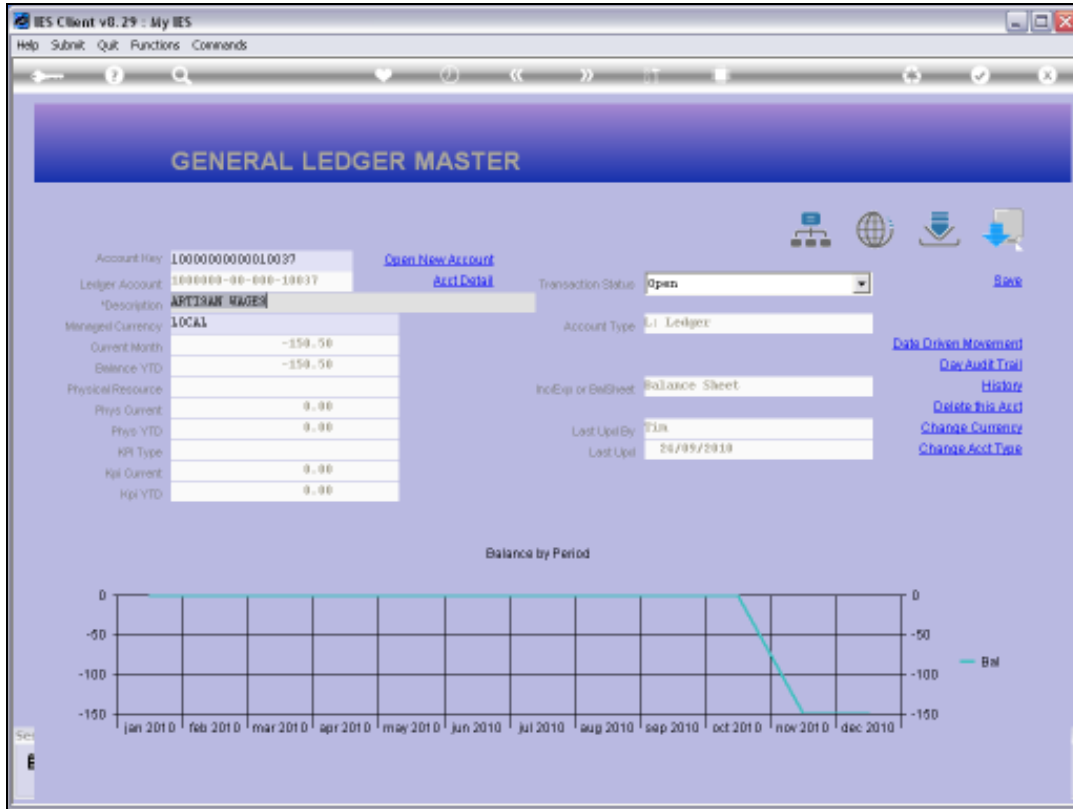 IES Client v8.29 : My IES
Help Submit Quit Functions Commands
GENERAL LEDGER MASTER
Account Key 10000000000010037 Open New Account
Ledger Account 1000000-00-000-10037 Acct Detail Transaction Status Open Save
*Description ARTISAN WAGES
Managed Currency LOCAL Account Type L: Ledger
Current Month -150.50 Date Driven Movement
Balance YTD -150.50 Day Audit Trail
Physical Resource Inc/Exp or BalSheet Balance Sheet History
Phys Current 0.00 Delete this Acct
Phys YTD 0.00 Last Upd By Tim Change Currency
KPI Type Last Upd 26/09/2010 Change Acct Type
Kpi Current 0.00
Kpi YTD 0.00
Balance by Period
0 0
-50 -50
Bal
-100 -100
-150 -150
jan 2010 feb 2010 mar 2010 apr 2010 may 2010 jun 2010 jul 2010 aug 2010 sep 2010 oct 2010 nov 2010 dec 2010